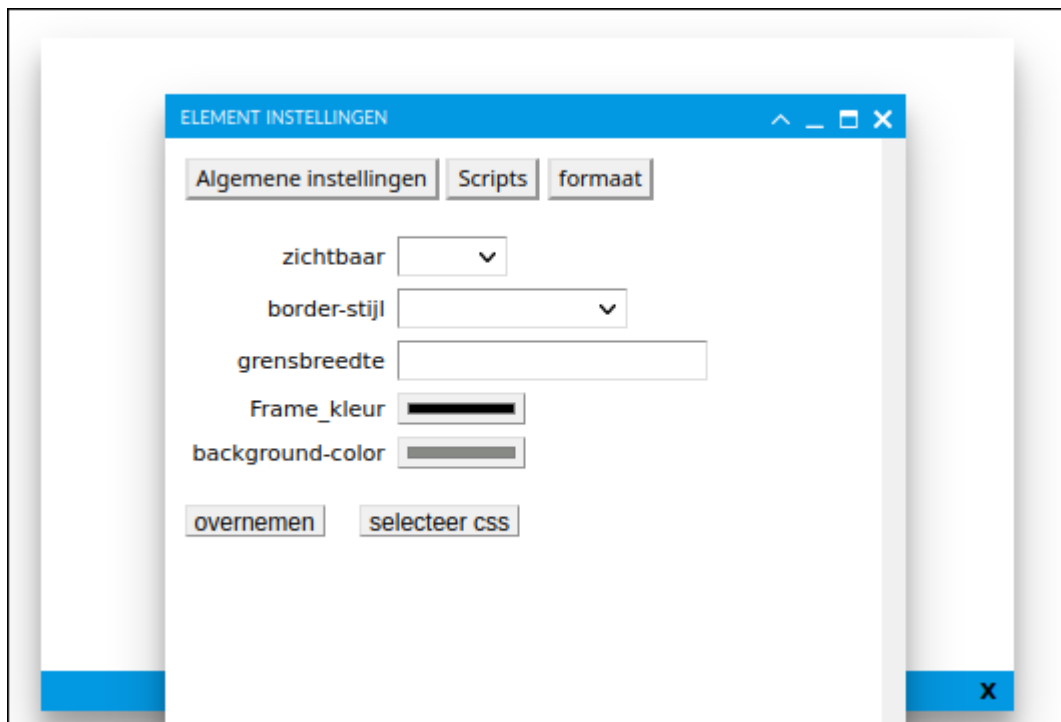 ELEMENT INSTELLINGEN
Algemene instellingen Scripts formaat
zichtbaar
border-stijl
grensbreedte
Frame_kleur
background-color
overnemen selecteer css
x